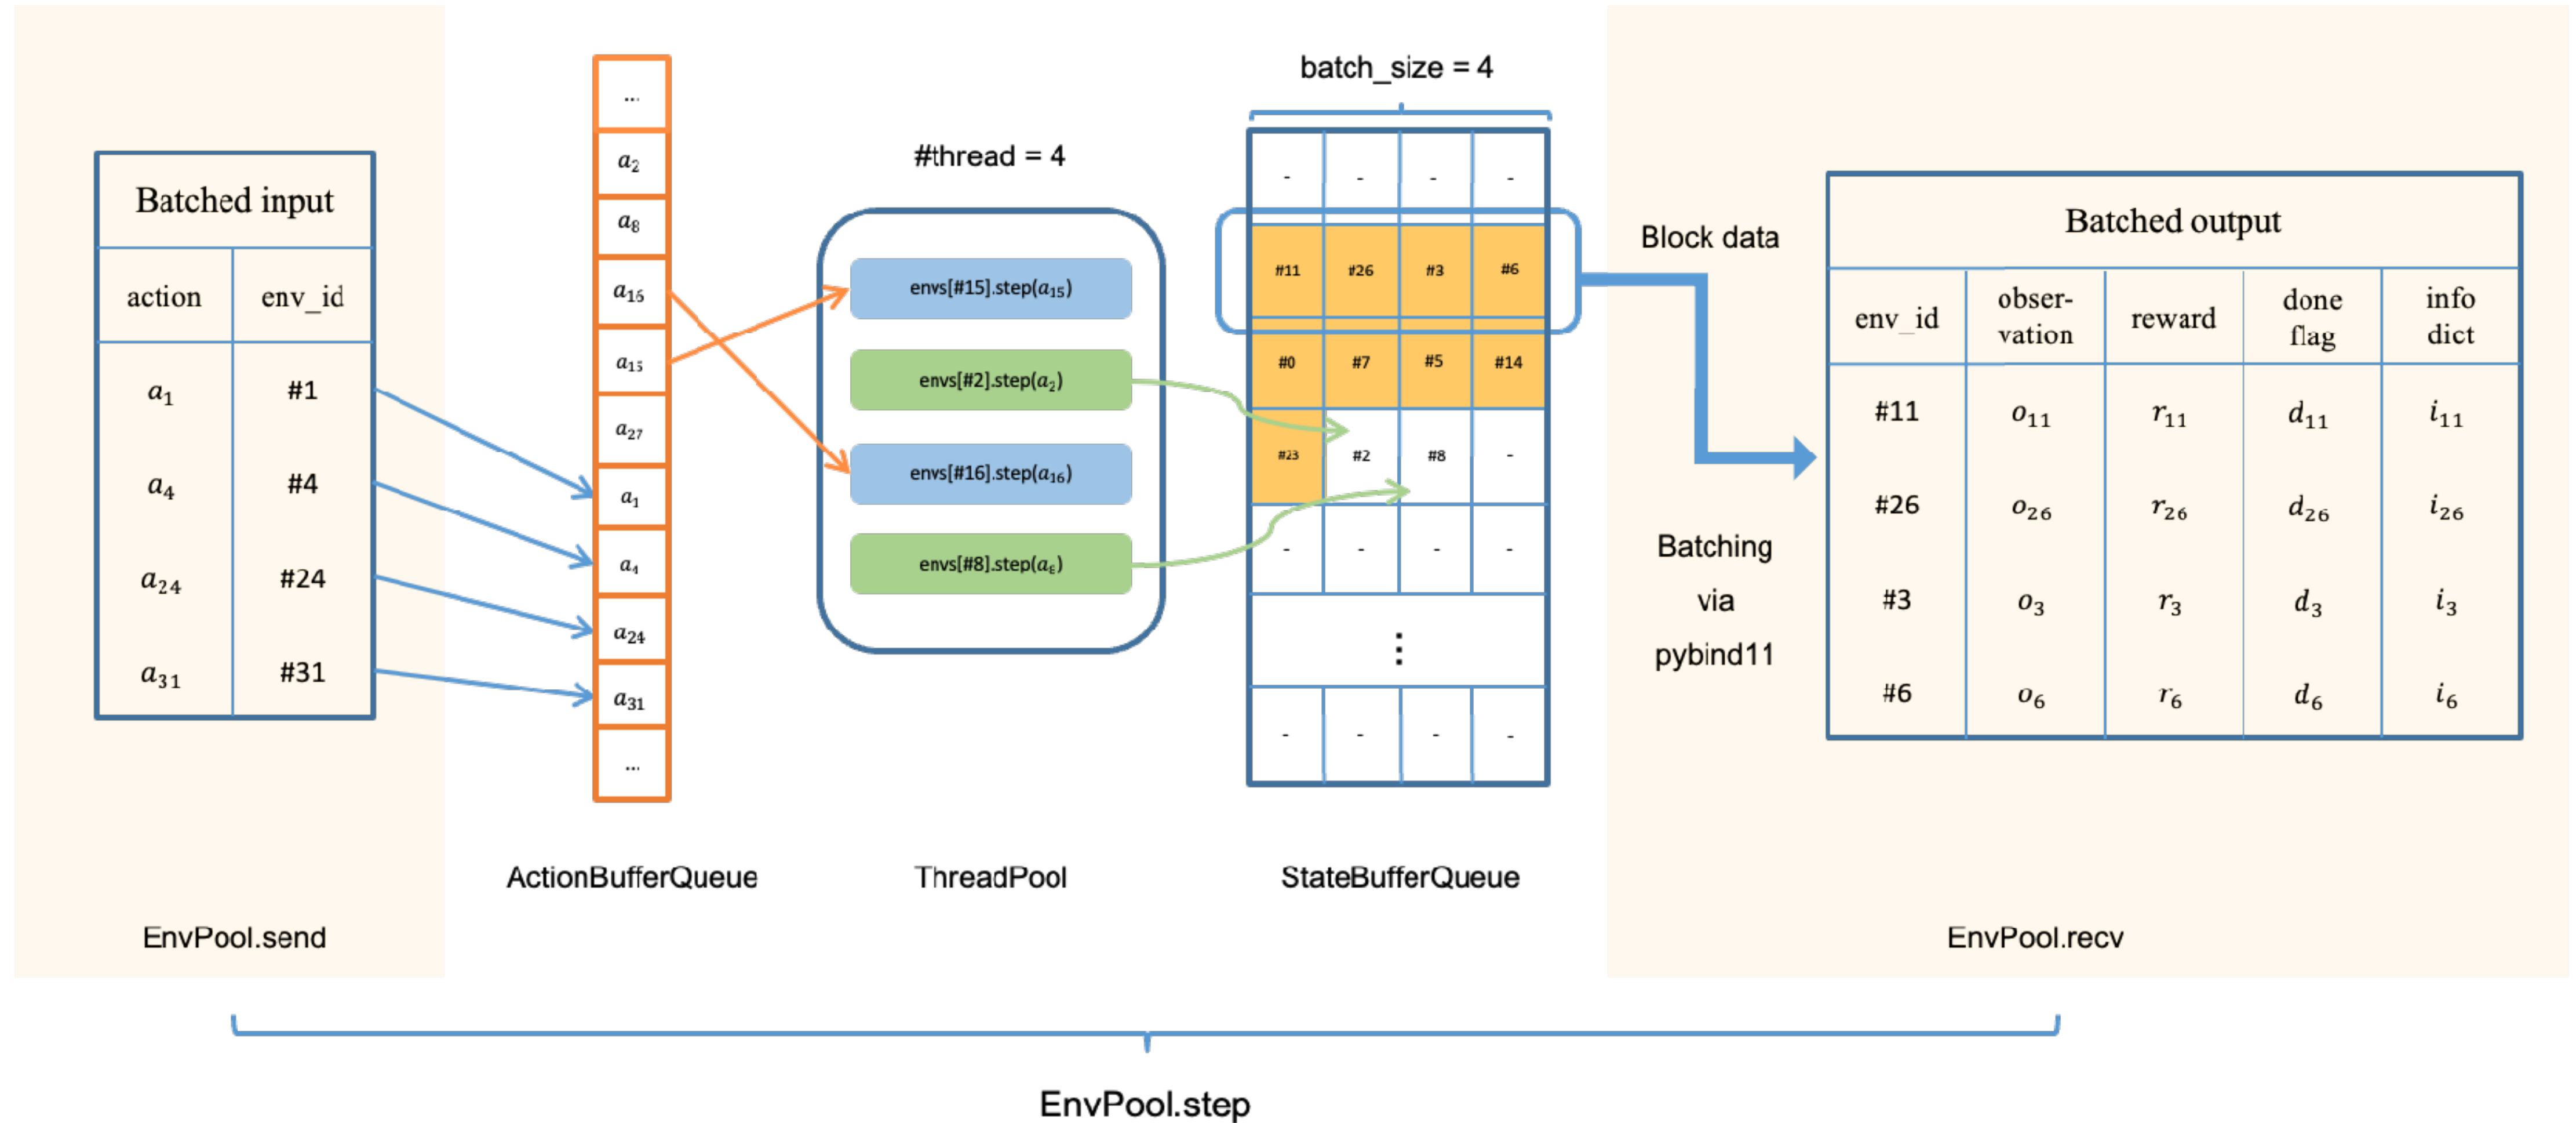 Batched input
action env_id
a₁ #1
a₄ #4
a₂₄ #24
a₃₁ #31
EnvPool.send
...
a₂
a₈
a₁₆
a₁₅
a₂₇
a₁
a₄
a₂₄
a₃₁
...
ActionBufferQueue
#thread = 4
envs[#15].step(a₁₅)
envs[#2].step(a₂)
envs[#16].step(a₁₆)
envs[#8].step(a₈)
ThreadPool
batch_size = 4
- - - -
#11 #26 #3 #6
#0 #7 #5 #14
#23 #2 #8 -
- - - -
⋮
- - - -
StateBufferQueue
Block data
Batching
via
pybind11
Batched output
env_id obser-vation reward done flag info dict
#11 o₁₁ r₁₁ d₁₁ i₁₁
#26 o₂₆ r₂₆ d₂₆ i₂₆
#3 o₃ r₃ d₃ i₃
#6 o₆ r₆ d₆ i₆
EnvPool.recv
EnvPool.step